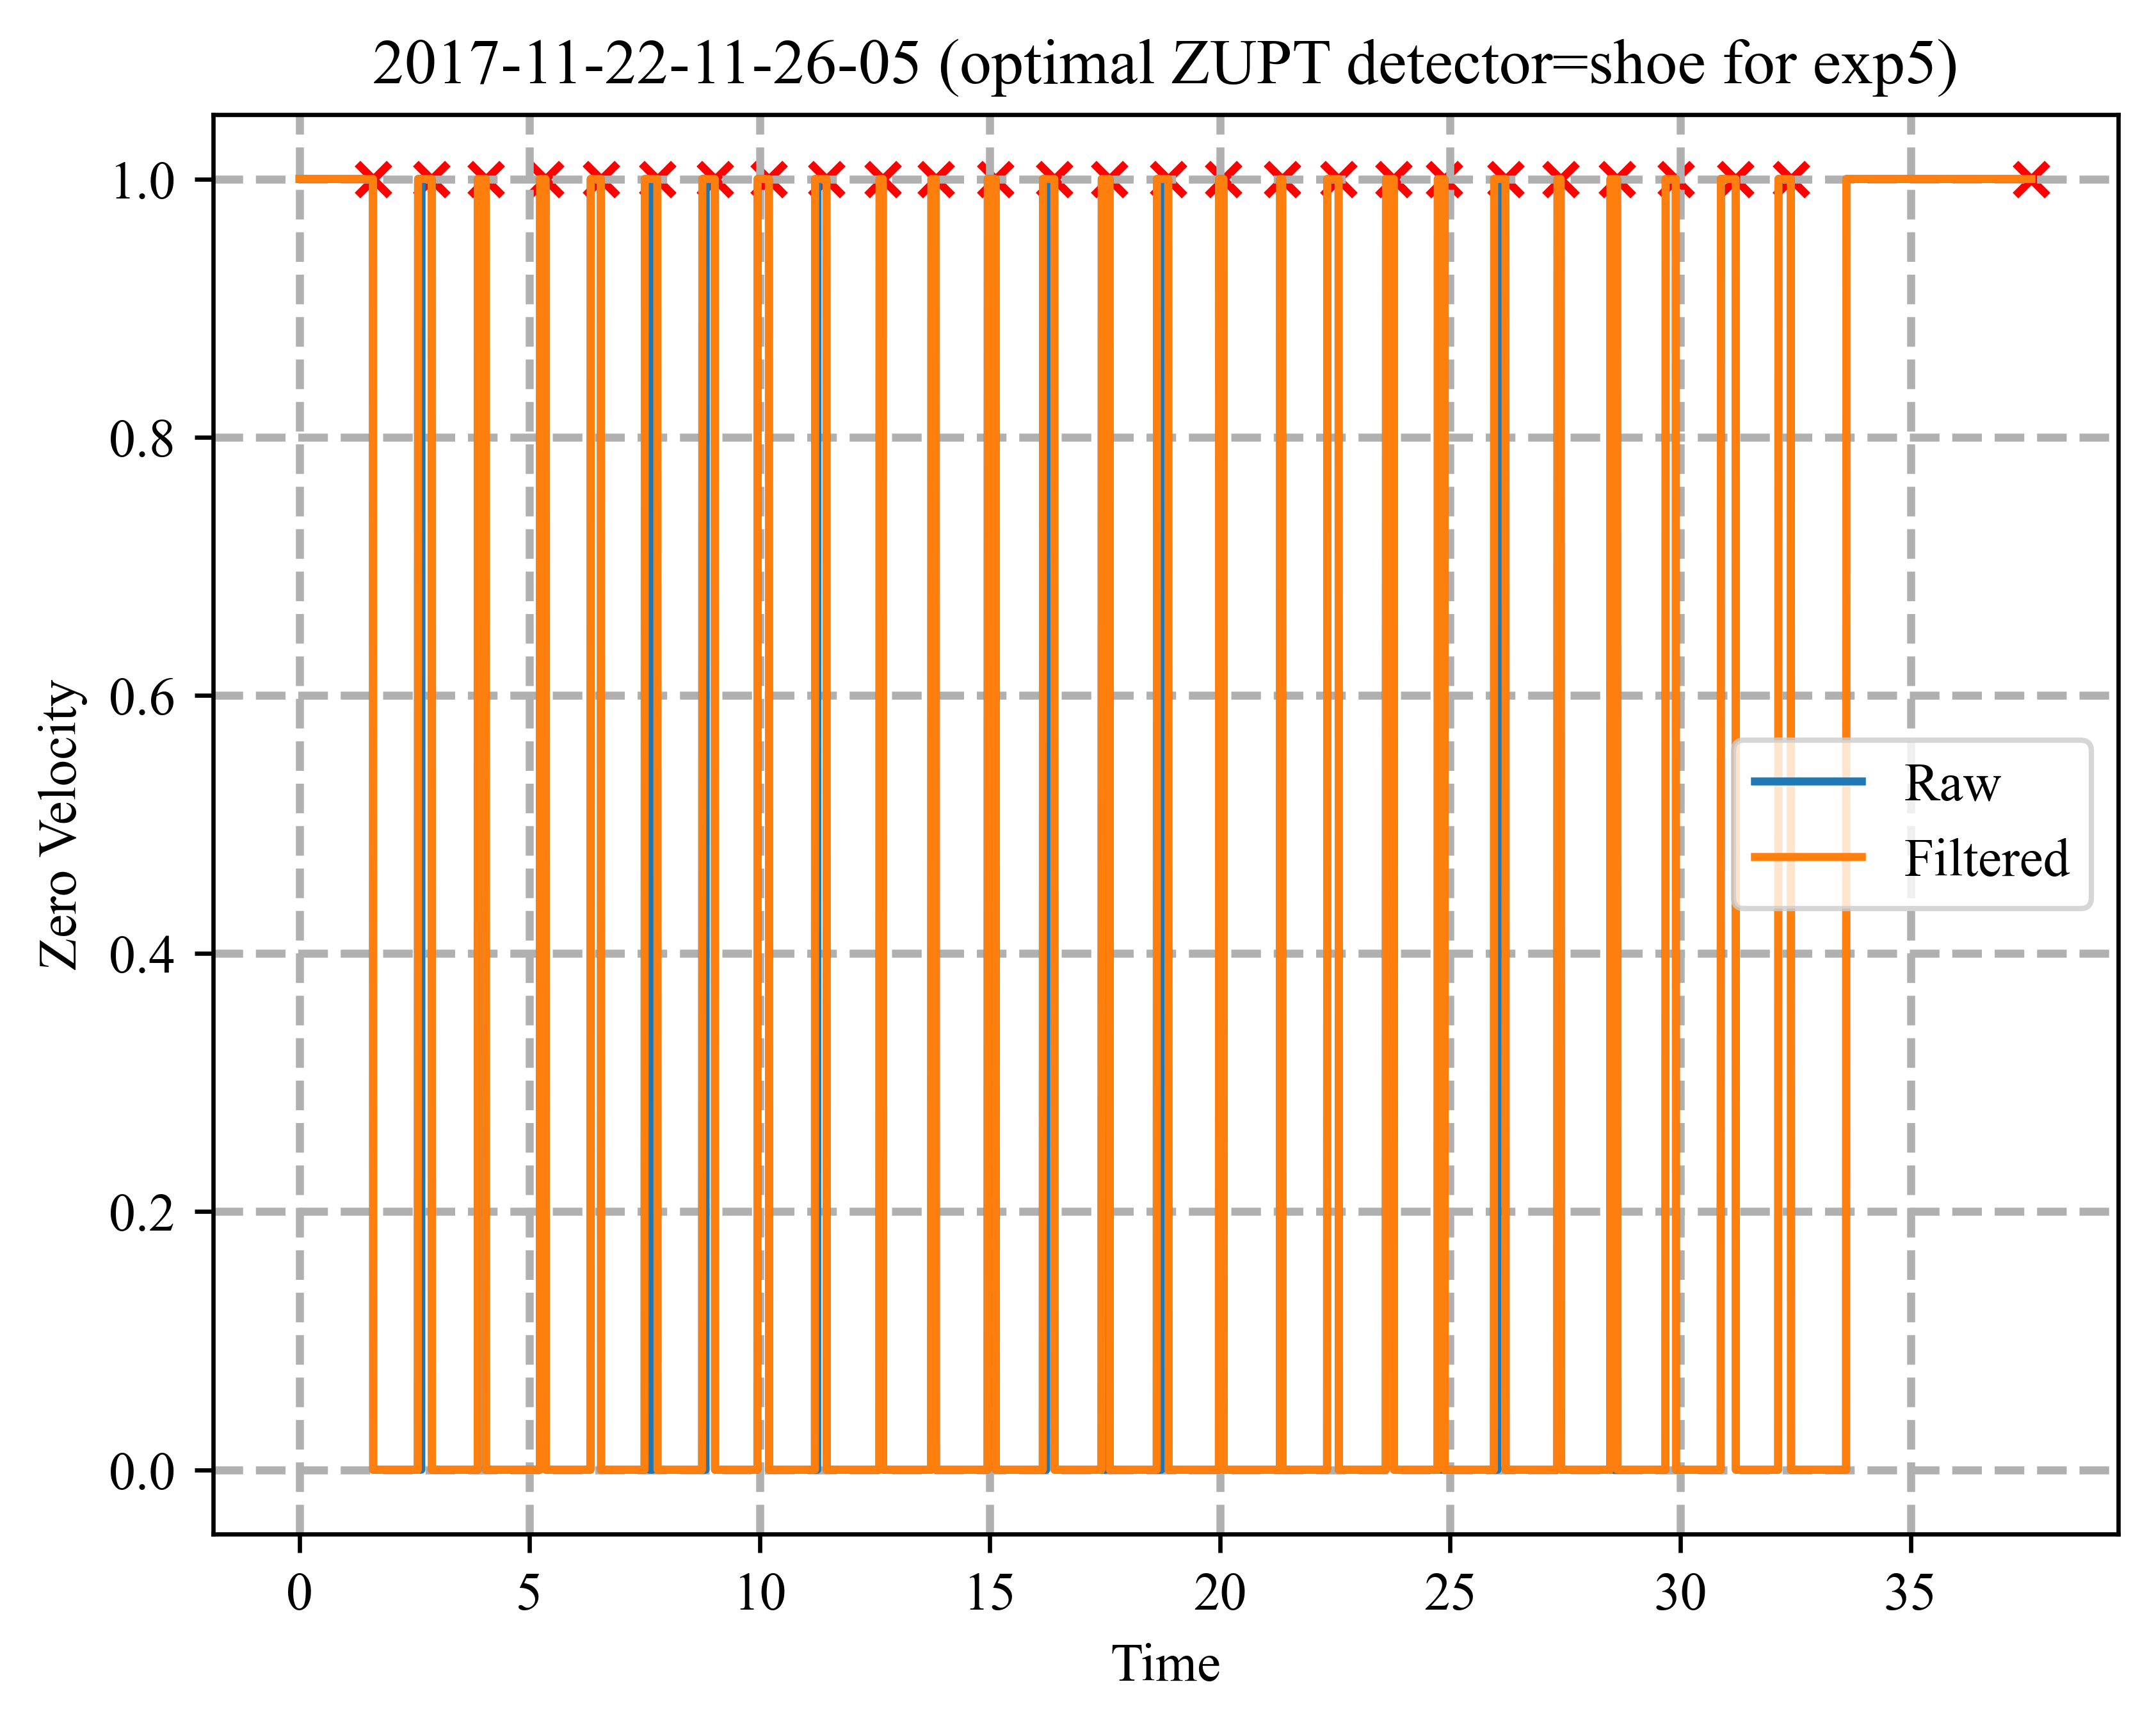 2017-11-22-11-26-05 (optimal ZUPT detector=shoe for exp5)
1.0
0.8
0.6
0.4
0.2
0.0
Zero Velocity
Raw
Filtered
0 5 10 15 20 25 30 35
Time